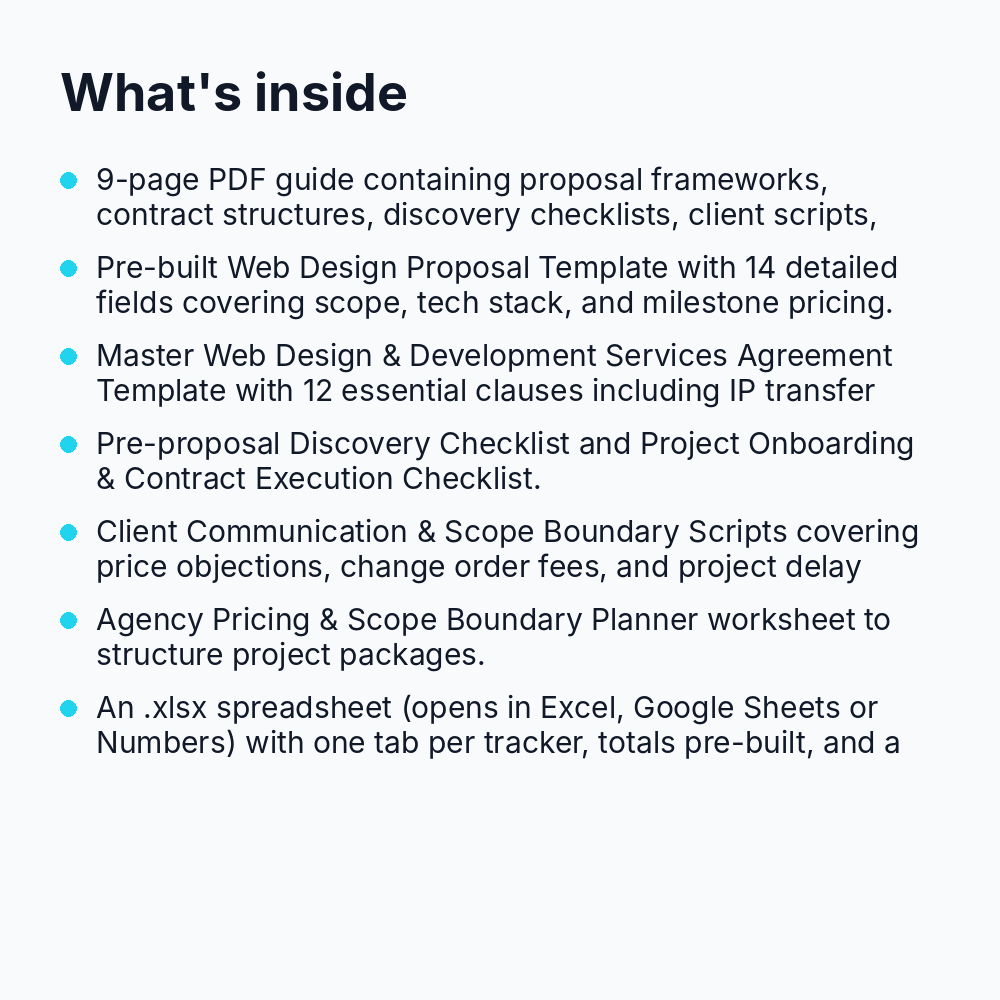 What's inside
9-page PDF guide containing proposal frameworks,
contract structures, discovery checklists, client scripts,
Pre-built Web Design Proposal Template with 14 detailed
fields covering scope, tech stack, and milestone pricing.
Master Web Design & Development Services Agreement
Template with 12 essential clauses including IP transfer
Pre-proposal Discovery Checklist and Project Onboarding
& Contract Execution Checklist.
Client Communication & Scope Boundary Scripts covering
price objections, change order fees, and project delay
Agency Pricing & Scope Boundary Planner worksheet to
structure project packages.
An .xlsx spreadsheet (opens in Excel, Google Sheets or
Numbers) with one tab per tracker, totals pre-built, and a